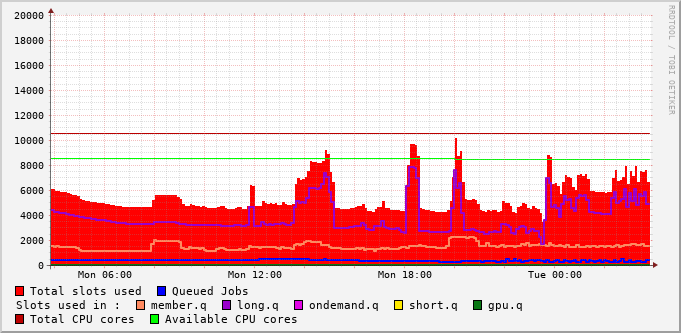 20000
18000
16000
14000
12000
10000
8000
6000
4000
2000
0
Mon 06:00 Mon 12:00 Mon 18:00 Tue 00:00
RRDTOOL / TOBI OETIKER
Total slots used Queued Jobs
Slots used in : member.q long.q ondemand.q short.q gpu.q
Total CPU cores Available CPU cores